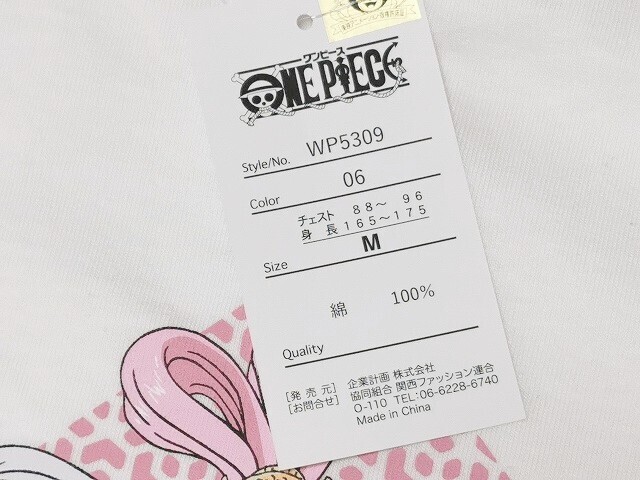 ワンピース
ONE PIECE
Style/No. WP5309
Color 06
チェスト 88～ 96
身 長 165～175
Size M
綿 100%
Quality
[発 売 元] 企業計画 株式会社
[お問合せ] 協同組合 関西ファッション連合
O-110 TEL:06-6228-6740
Made in China